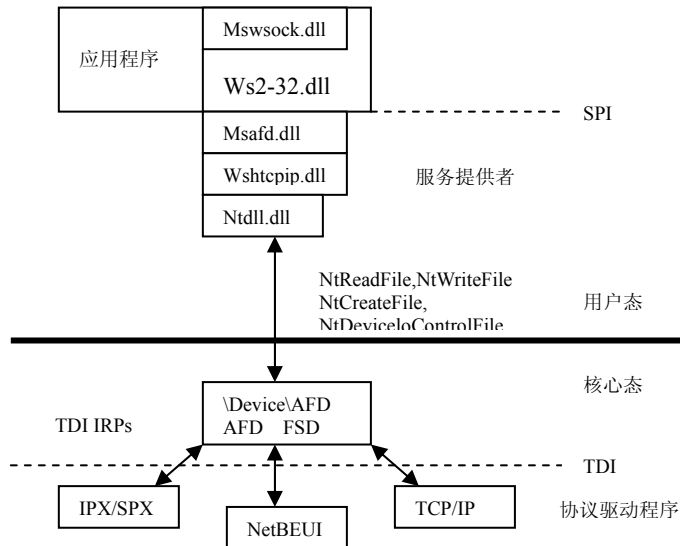 Mswsock.dll
应用程序
Ws2-32.dll
SPI
Msafd.dll
Wshtcpip.dll
服务提供者
Ntdll.dll
NtReadFile,NtWriteFile
NtCreateFile,
NtDeviceIoControlFile
用户态
核心态
\Device\AFD
AFD FSD
TDI IRPs
TDI
IPX/SPX
TCP/IP
协议驱动程序
NetBEUI